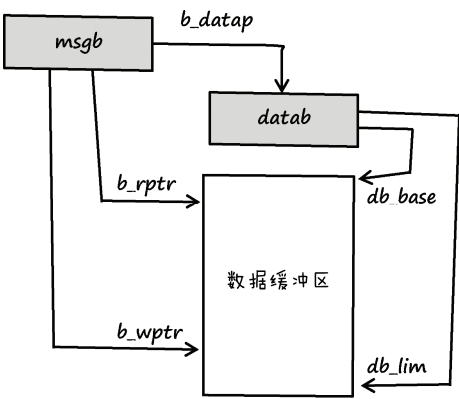 b_datap
msgb
datab
b_rptr
db_base
数据缓冲区
b_wptr
db_lim